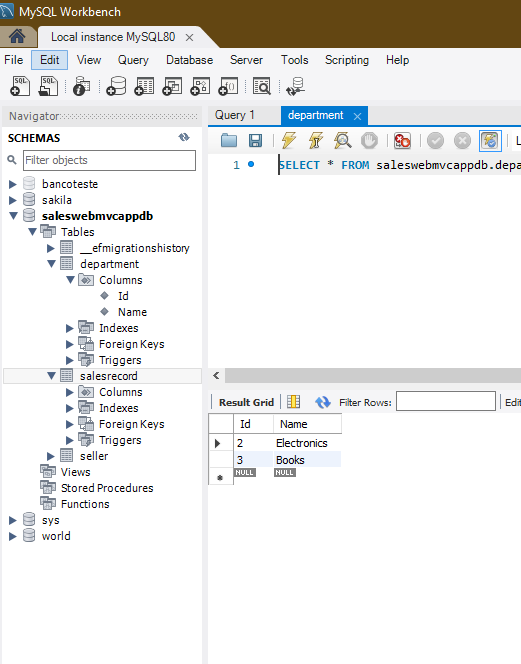 MySQL Workbench
Local instance MySQL80
File Edit View Query Database Server Tools Scripting Help
Navigator
SCHEMAS
Filter objects
bancoteste
sakila
saleswebmvcappdb
Tables
__efmigrationshistory
department
Columns
Id
Name
Indexes
Foreign Keys
Triggers
salesrecord
Columns
Indexes
Foreign Keys
Triggers
seller
Views
Stored Procedures
Functions
sys
world
Query 1 department
L
1 SELECT * FROM saleswebmvcappdb.depa
Result Grid Filter Rows: Edit
Id Name
2 Electronics
3 Books
NULL NULL